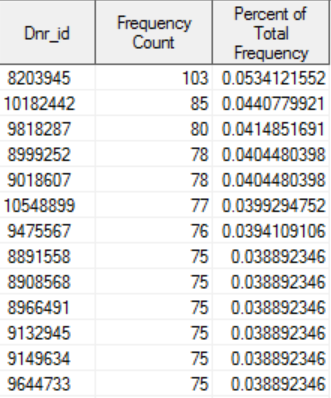 Dnr_id Frequency Count Percent of Total Frequency
8203945 103 0.0534121552
10182442 85 0.0440779921
9818287 80 0.0414851691
8999252 78 0.0404480398
9018607 78 0.0404480398
10548899 77 0.0399294752
9475567 76 0.0394109106
8891558 75 0.038892346
8908568 75 0.038892346
8966491 75 0.038892346
9132945 75 0.038892346
9149634 75 0.038892346
9644733 75 0.038892346